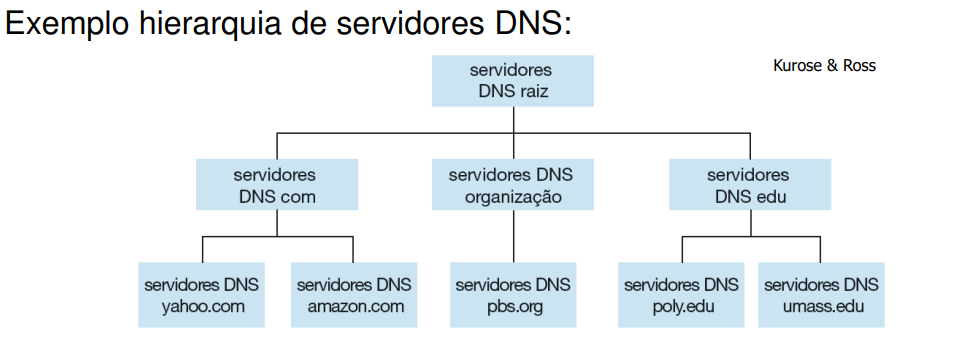 Exemplo hierarquia de servidores DNS:
Kurose & Ross
servidores
DNS raiz
servidores
DNS com
servidores DNS
organização
servidores
DNS edu
servidores DNS
yahoo.com
servidores DNS
amazon.com
servidores DNS
pbs.org
servidores DNS
poly.edu
servidores DNS
umass.edu